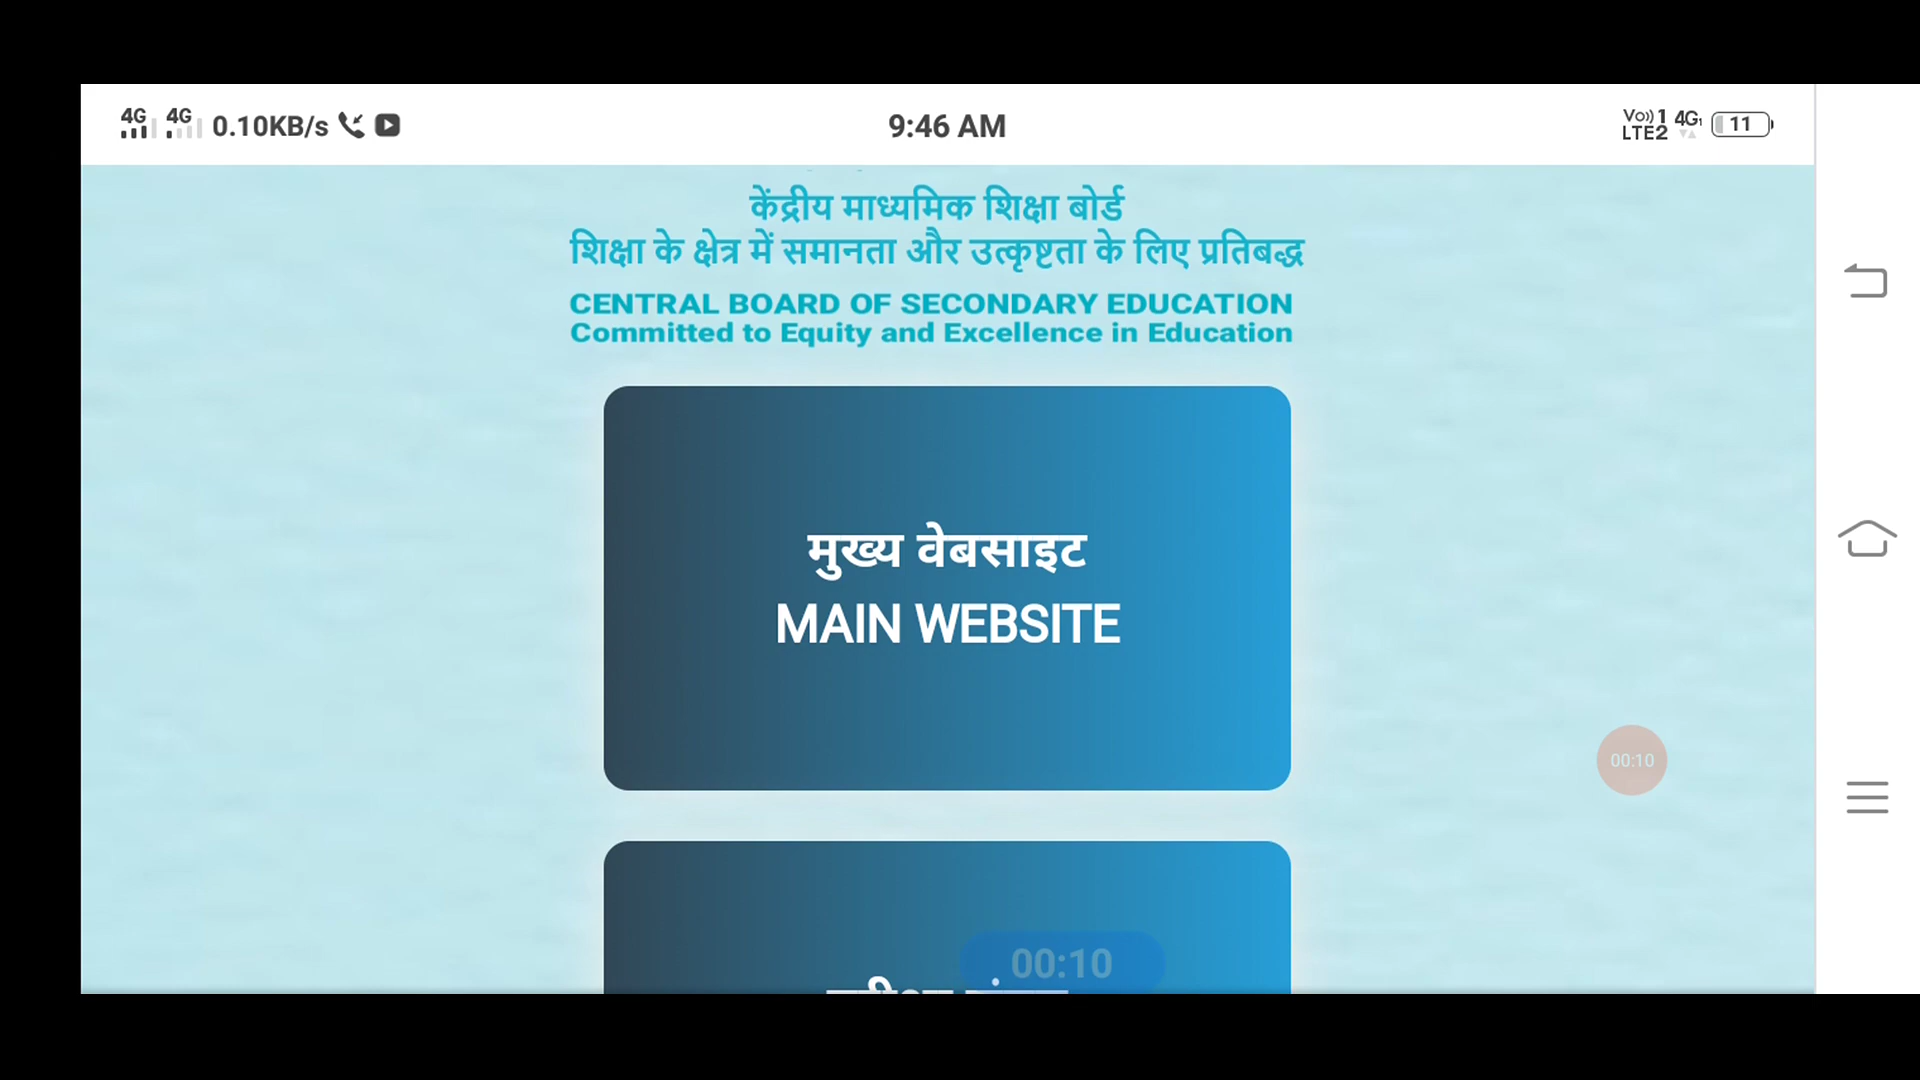 4G 4G 0.10KB/s
9:46 AM
Vo)) 1 4G1
LTE2
11
केंद्रीय माध्यमिक शिक्षा बोर्ड
शिक्षा के क्षेत्र में समानता और उत्कृष्टता के लिए प्रतिबद्ध
CENTRAL BOARD OF SECONDARY EDUCATION
Committed to Equity and Excellence in Education
मुख्य वेबसाइट
MAIN WEBSITE
00:10
00:10